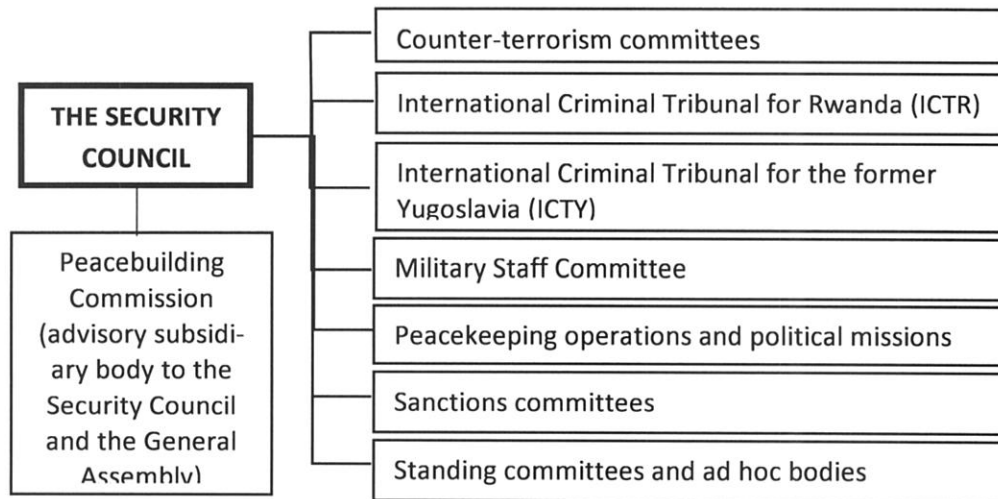 THE SECURITY
COUNCIL
Peacebuilding
Commission
(advisory subsidi-
ary body to the
Security Council
and the General
Assembly)
Counter-terrorism committees
International Criminal Tribunal for Rwanda (ICTR)
International Criminal Tribunal for the former
Yugoslavia (ICTY)
Military Staff Committee
Peacekeeping operations and political missions
Sanctions committees
Standing committees and ad hoc bodies